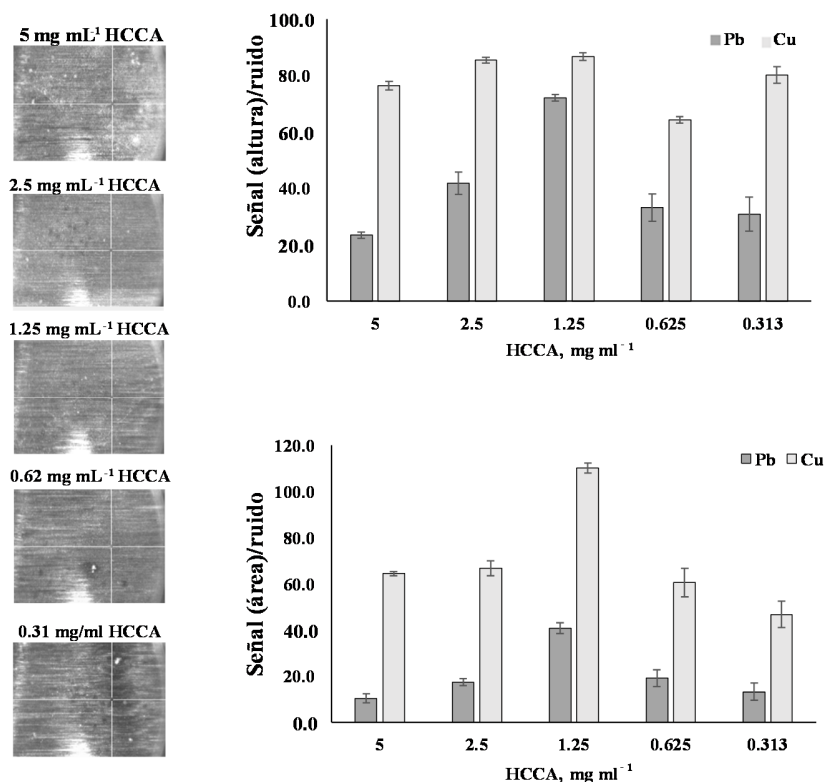 5 mg mL¹ HCCA
2.5 mg mL⁻¹ HCCA
1.25 mg mL⁻¹ HCCA
0.62 mg mL⁻¹ HCCA
0.31 mg/ml HCCA
Señal (altura)/ruido
100.0
80.0
60.0
40.0
20.0
0.0
Pb Cu
5 2.5 1.25 0.625 0.313
HCCA, mg ml⁻¹
Señal (área)/ruido
120.0
100.0
80.0
60.0
40.0
20.0
0.0
Pb Cu
5 2.5 1.25 0.625 0.313
HCCA, mg ml⁻¹